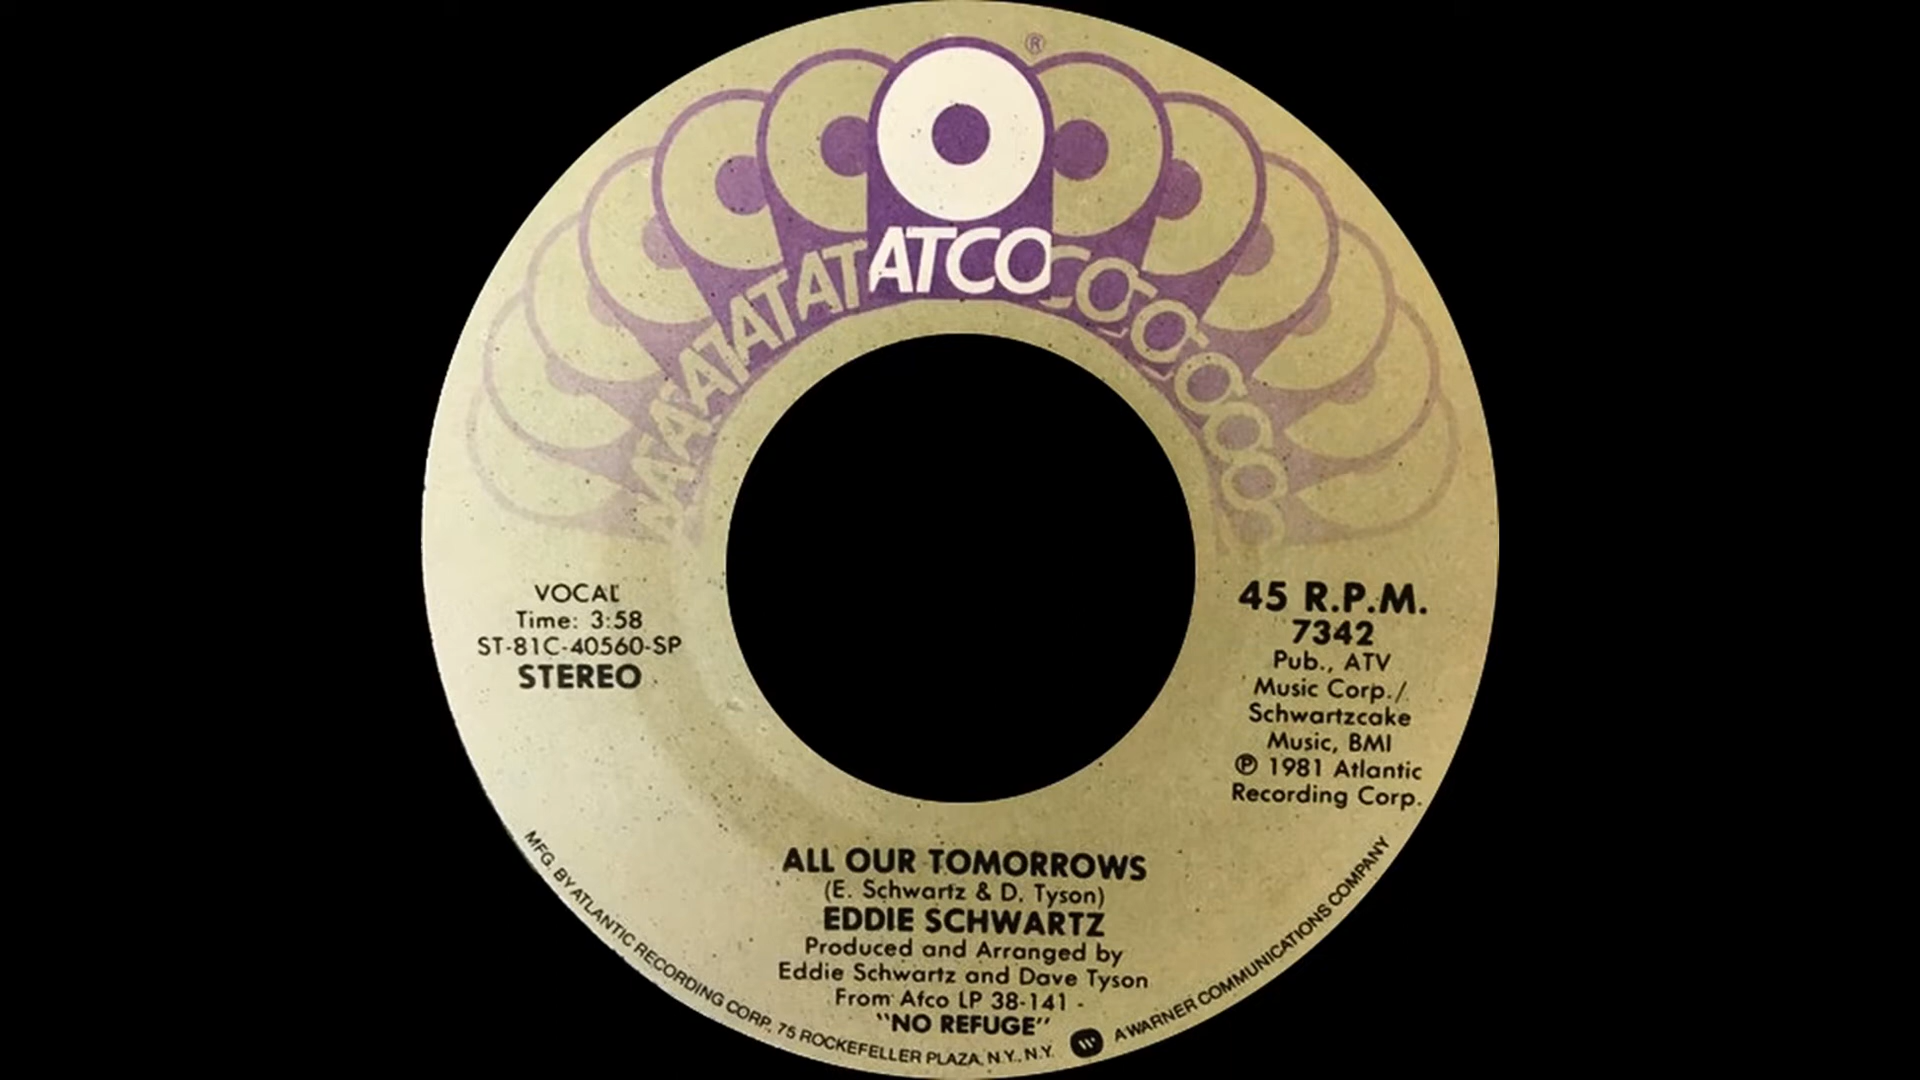 ®
ATCO
VOCAL
Time: 3:58
ST-81C-40560-SP
STEREO
45 R.P.M.
7342
Pub., ATV
Music Corp./
Schwartzcake
Music, BMI
℗ 1981 Atlantic
Recording Corp.
ALL OUR TOMORROWS
(E. Schwartz & D. Tyson)
EDDIE SCHWARTZ
Produced and Arranged by
Eddie Schwartz and Dave Tyson
From Atco LP 38-141 -
"NO REFUGE"
MFG. BY ATLANTIC RECORDING CORP. 75 ROCKEFELLER PLAZA, N.Y., N.Y. A WARNER COMMUNICATIONS COMPANY